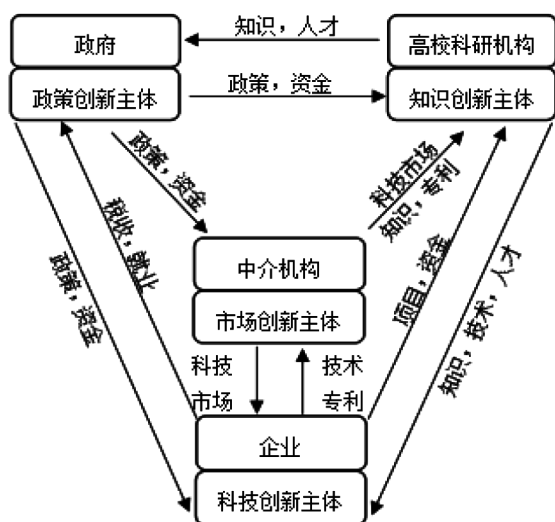 知识，人才
政府
高校科研机构
政策，资金
政策创新主体
知识创新主体
政策，资金
科技市场
知识，专利
税收，就业
政策，资金
中介机构
市场创新主体
项目，资金
知识，技术，人才
科技
技术
市场
专利
企业
科技创新主体